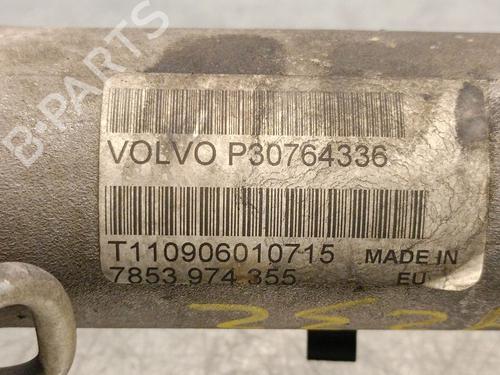 B-PARTS
VOLVO P30764336
T110906010715 MADE IN
7853 974 355 EU